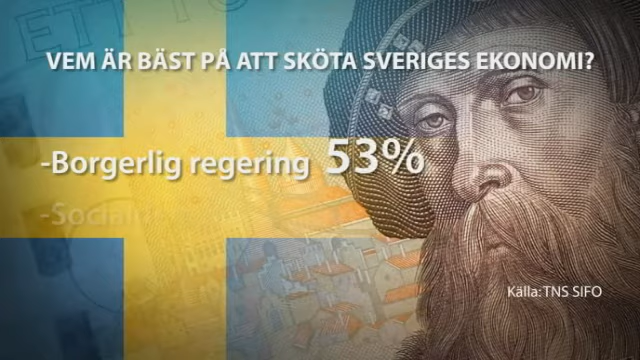 VEM ÄR BÄST PÅ ATT SKÖTA SVERIGES EKONOMI?
-Borgerlig regering 53%
Källa:TNS SIFO